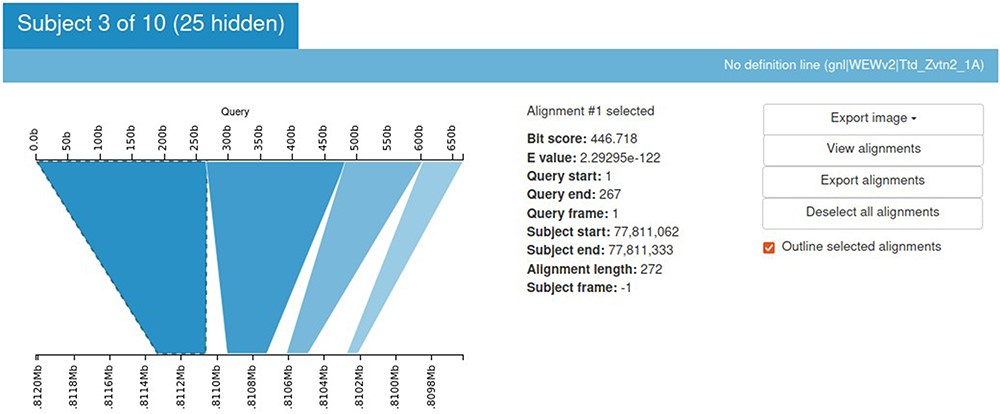 Subject 3 of 10 (25 hidden)
No definition line (gnl|WEWv2|Ttd_Zvtn2_1A)
Query
0.0b 50b 100b 150b 200b 250b 300b 350b 400b 450b 500b 550b 600b 650b
.8120Mb .8118Mb .8116Mb .8114Mb .8112Mb .8110Mb .8108Mb .8106Mb .8104Mb .8102Mb .8100Mb .8098Mb
Alignment #1 selected
Bit score: 446.718
E value: 2.29295e-122
Query start: 1
Query end: 267
Query frame: 1
Subject start: 77,811,062
Subject end: 77,811,333
Alignment length: 272
Subject frame: -1
Export image
View alignments
Export alignments
Deselect all alignments
Outline selected alignments